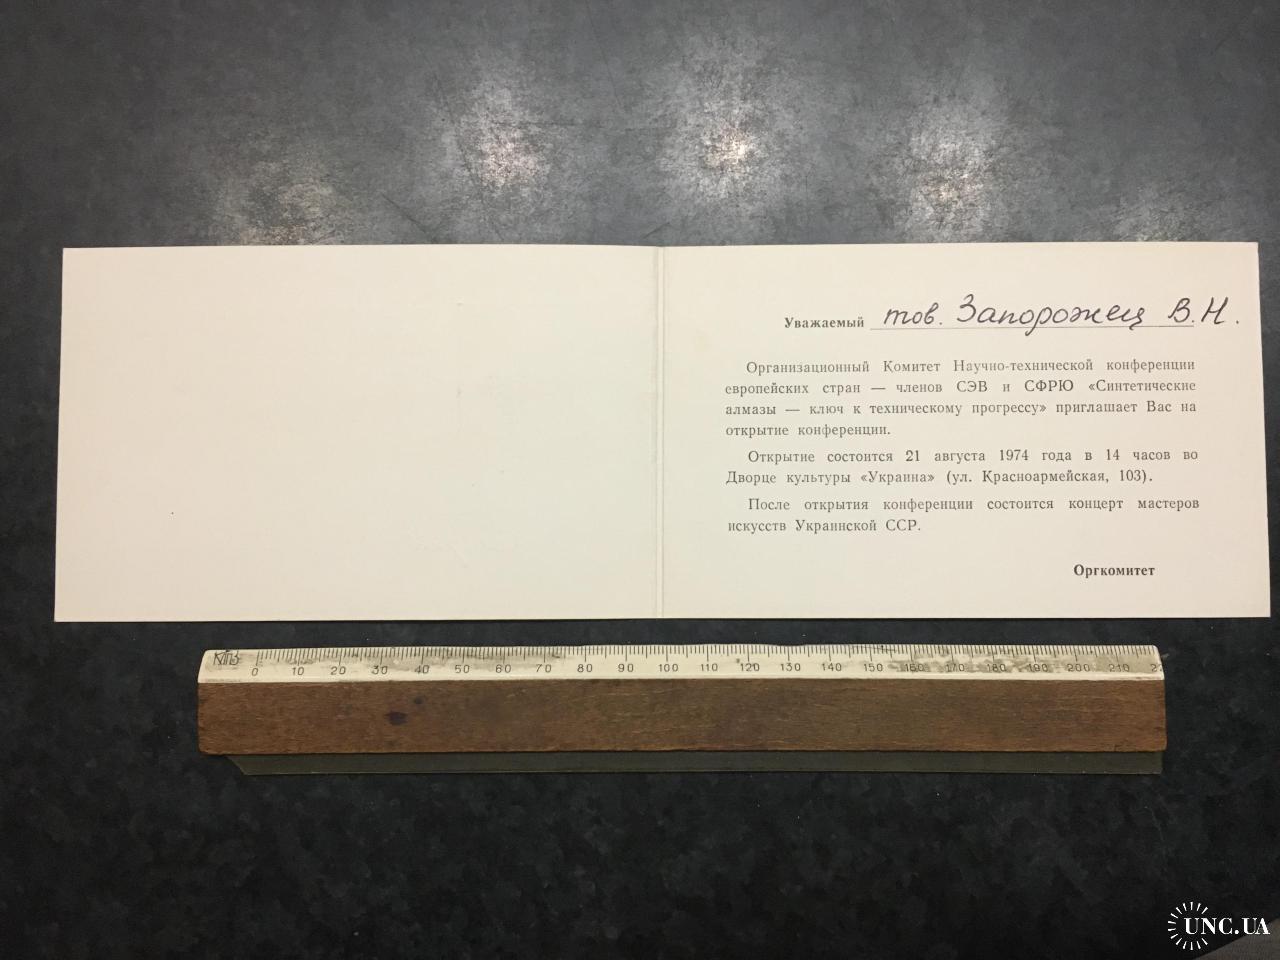 Уважаемый тов. Запорожец В.Н.
Организационный Комитет Научно-технической конференции
европейских стран — членов СЭВ и СФРЮ «Синтетические
алмазы — ключ к техническому прогрессу» приглашает Вас на
открытие конференции.
Открытие состоится 21 августа 1974 года в 14 часов во
Дворце культуры «Украина» (ул. Красноармейская, 103).
После открытия конференции состоится концерт мастеров
искусств Украинской ССР.
Оргкомитет
0 10 20 30 40 50 60 70 80 90 100 110 120 130 140 150 160 170 180 190 200 210
UNC.UA